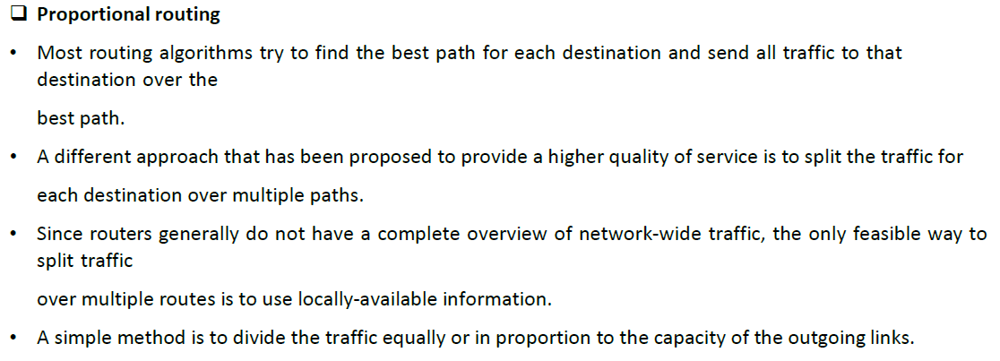 ❑ Proportional routing
• Most routing algorithms try to find the best path for each destination and send all traffic to that
destination over the
best path.
• A different approach that has been proposed to provide a higher quality of service is to split the traffic for
each destination over multiple paths.
• Since routers generally do not have a complete overview of network-wide traffic, the only feasible way to
split traffic
over multiple routes is to use locally-available information.
• A simple method is to divide the traffic equally or in proportion to the capacity of the outgoing links.